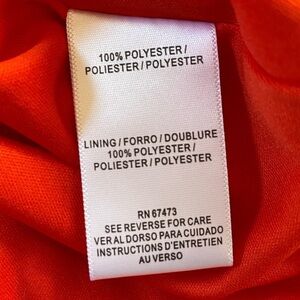 100% POLYESTER /
POLIESTER / POLYESTER
LINING / FORRO / DOUBLURE
100% POLYESTER /
POLIESTER / POLYESTER
RN 67473
SEE REVERSE FOR CARE
VER AL DORSO PARA CUIDADO
INSTRUCTIONS D'ENTRETIEN
AU VERSO